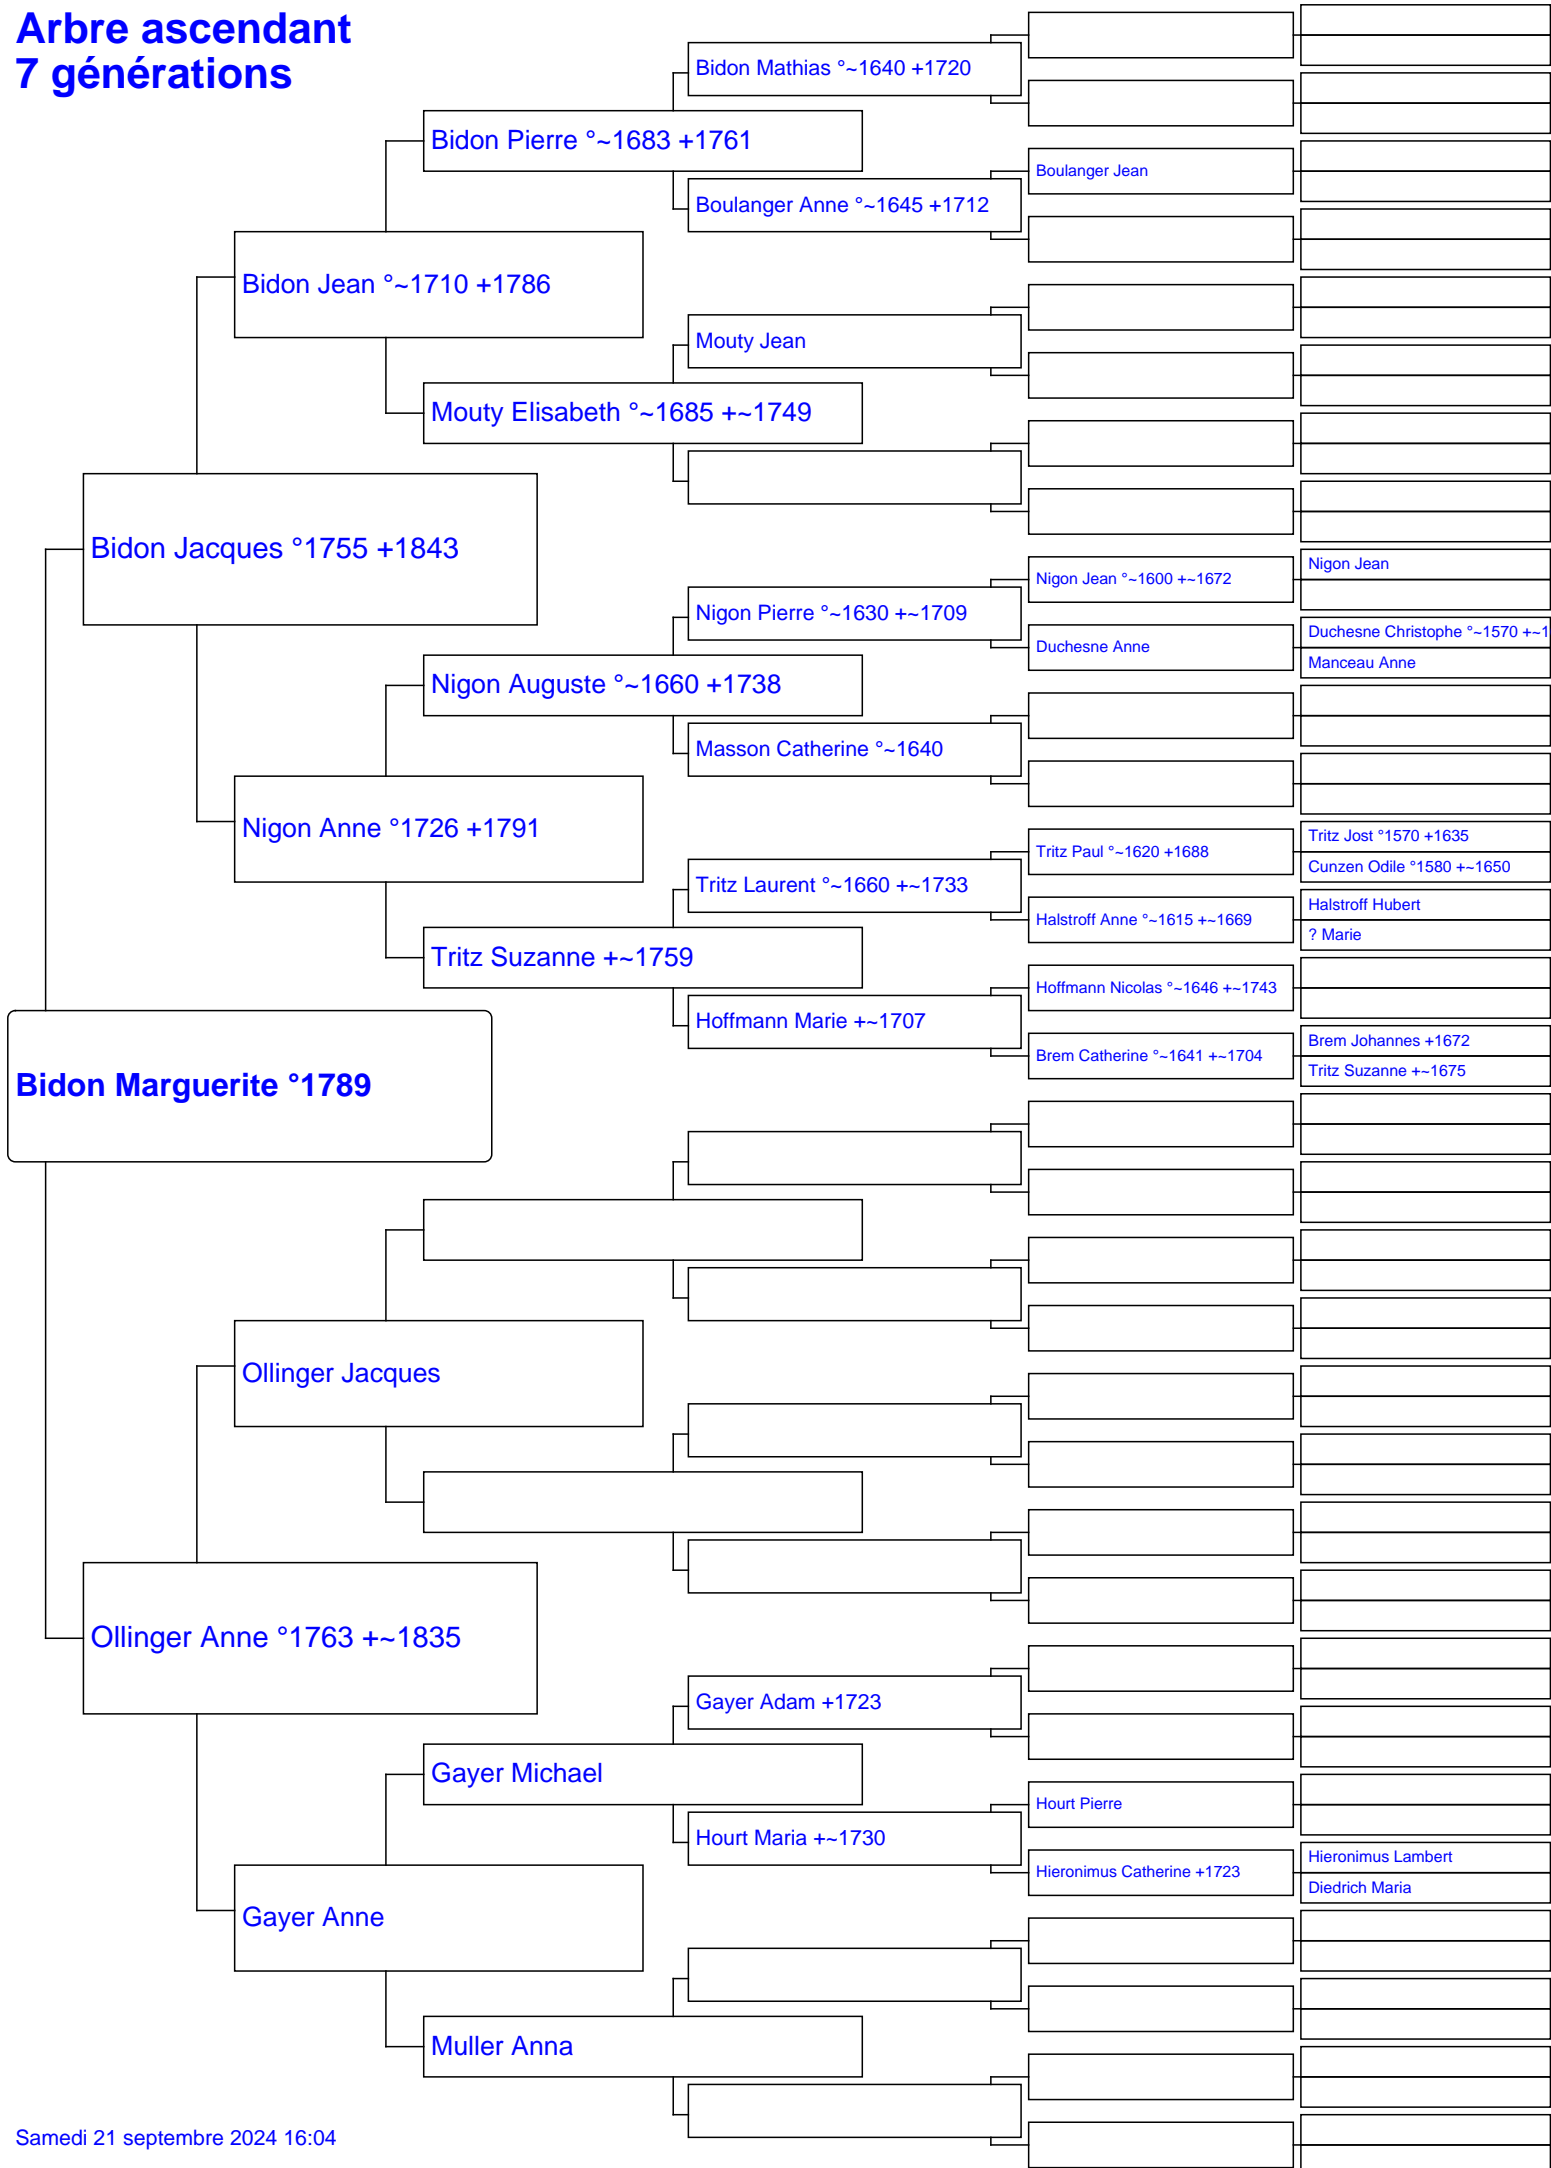 Arbre ascendant
7 générations
Bidon Mathias °~1640 +1720
Bidon Pierre °~1683 +1761
Boulanger Jean
Boulanger Anne °~1645 +1712
Bidon Jean °~1710 +1786
Mouty Jean
Mouty Elisabeth °~1685 +~1749
Bidon Jacques °1755 +1843
Nigon Jean
Nigon Jean °~1600 +~1672
Nigon Pierre °~1630 +~1709
Duchesne Christophe °~1570 +~1
Duchesne Anne
Manceau Anne
Nigon Auguste °~1660 +1738
Masson Catherine °~1640
Nigon Anne °1726 +1791
Tritz Jost °1570 +1635
Tritz Paul °~1620 +1688
Cunzen Odile °1580 +~1650
Tritz Laurent °~1660 +~1733
Halstroff Hubert
Halstroff Anne °~1615 +~1669
? Marie
Tritz Suzanne +~1759
Hoffmann Nicolas °~1646 +~1743
Hoffmann Marie +~1707
Brem Johannes +1672
Brem Catherine °~1641 +~1704
Tritz Suzanne +~1675
Bidon Marguerite °1789
Ollinger Jacques
Ollinger Anne °1763 +~1835
Gayer Adam +1723
Gayer Michael
Hourt Pierre
Hourt Maria +~1730
Hieronimus Lambert
Hieronimus Catherine +1723
Diedrich Maria
Gayer Anne
Muller Anna
Samedi 21 septembre 2024 16:04